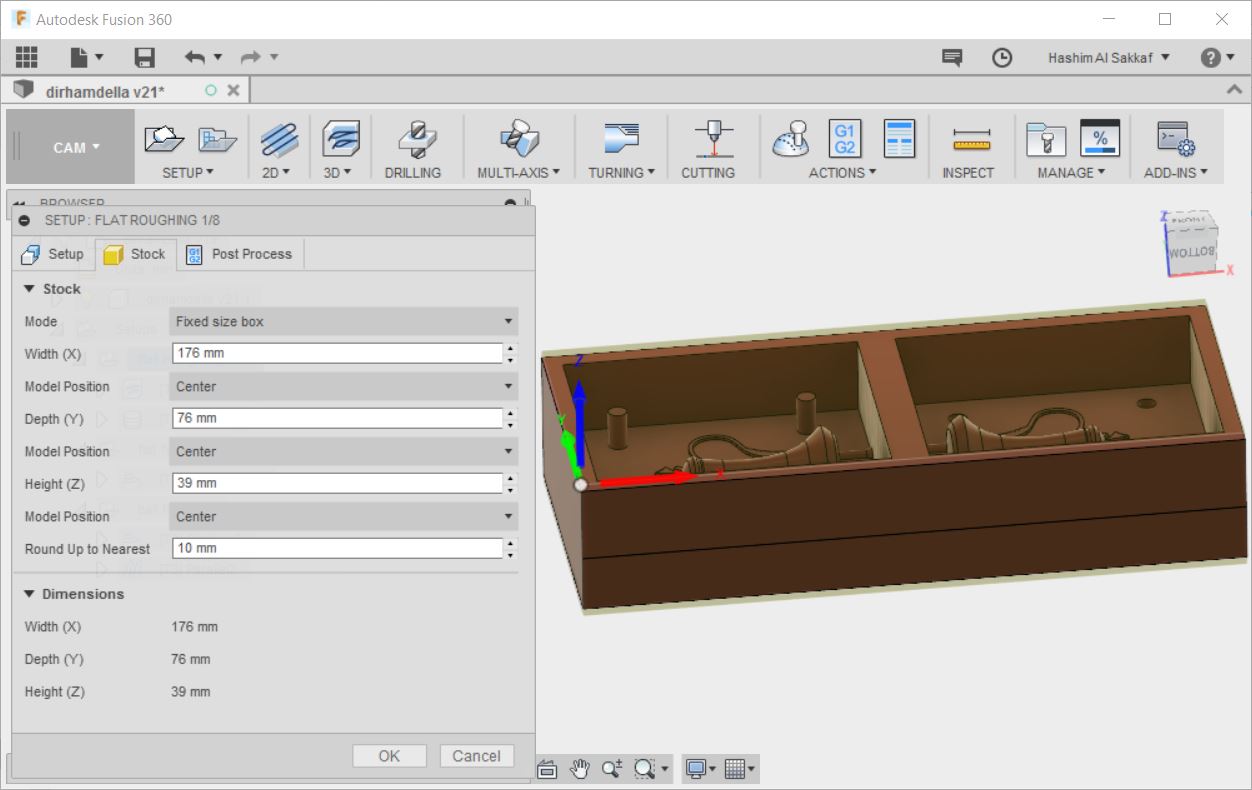 Autodesk Fusion 360
Hashim Al Sakkaf
dirhamdella v21*
CAM
SETUP
2D
3D
DRILLING
MULTI-AXIS
TURNING
CUTTING
G1
G2
ACTIONS
INSPECT
%
MANAGE
ADD-INS
BROWSER
SETUP : FLAT ROUGHING 1/8
Setup
Stock
G1
G2
Post Process
Stock
Mode
Fixed size box
Width (X)
176 mm
Model Position
Center
Depth (Y)
76 mm
Model Position
Center
Height (Z)
39 mm
Model Position
Center
Round Up to Nearest
10 mm
Dimensions
Width (X)
176 mm
Depth (Y)
76 mm
Height (Z)
39 mm
OK
Cancel
Z
FRONT
BOTTOM
X
Z
Y
X